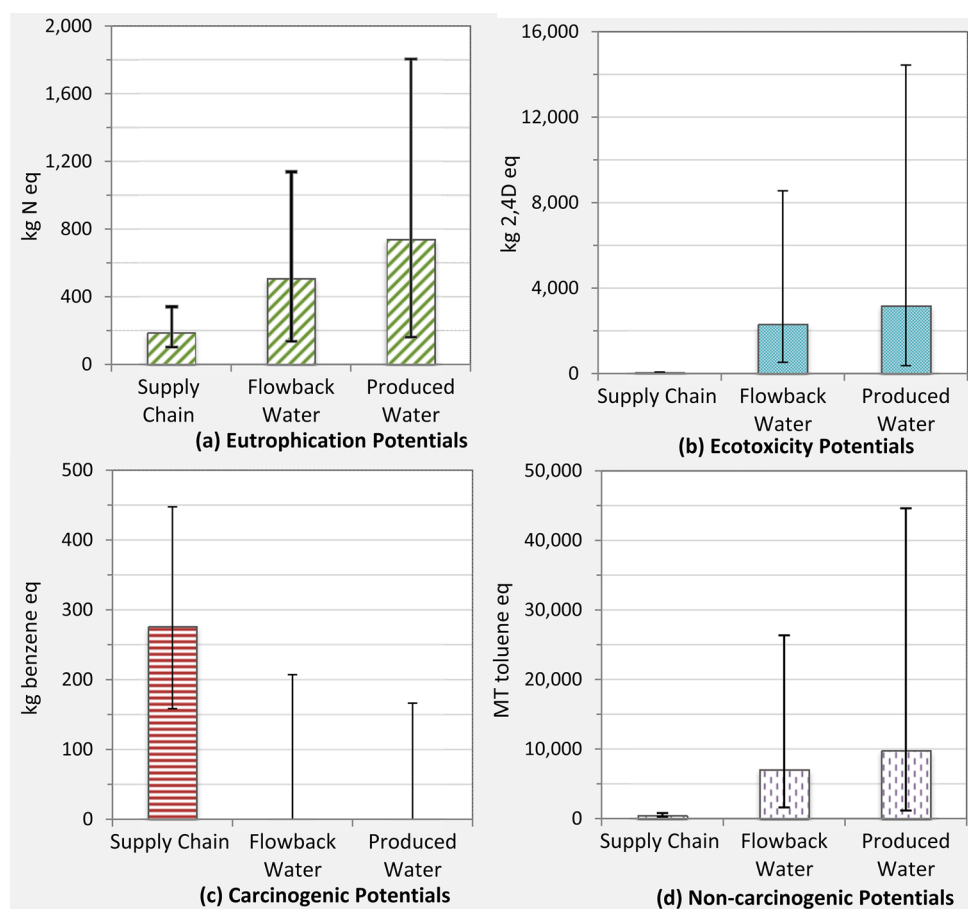 kg N eq
2,000
1,600
1,200
800
400
0
Supply Chain
Flowback Water
Produced Water
(a) Eutrophication Potentials
kg 2,4D eq
16,000
12,000
8,000
4,000
0
Supply Chain
Flowback Water
Produced Water
(b) Ecotoxicity Potentials
kg benzene eq
500
400
300
200
100
0
Supply Chain
Flowback Water
Produced Water
(c) Carcinogenic Potentials
MT toluene eq
50,000
40,000
30,000
20,000
10,000
0
Supply Chain
Flowback Water
Produced Water
(d) Non-carcinogenic Potentials